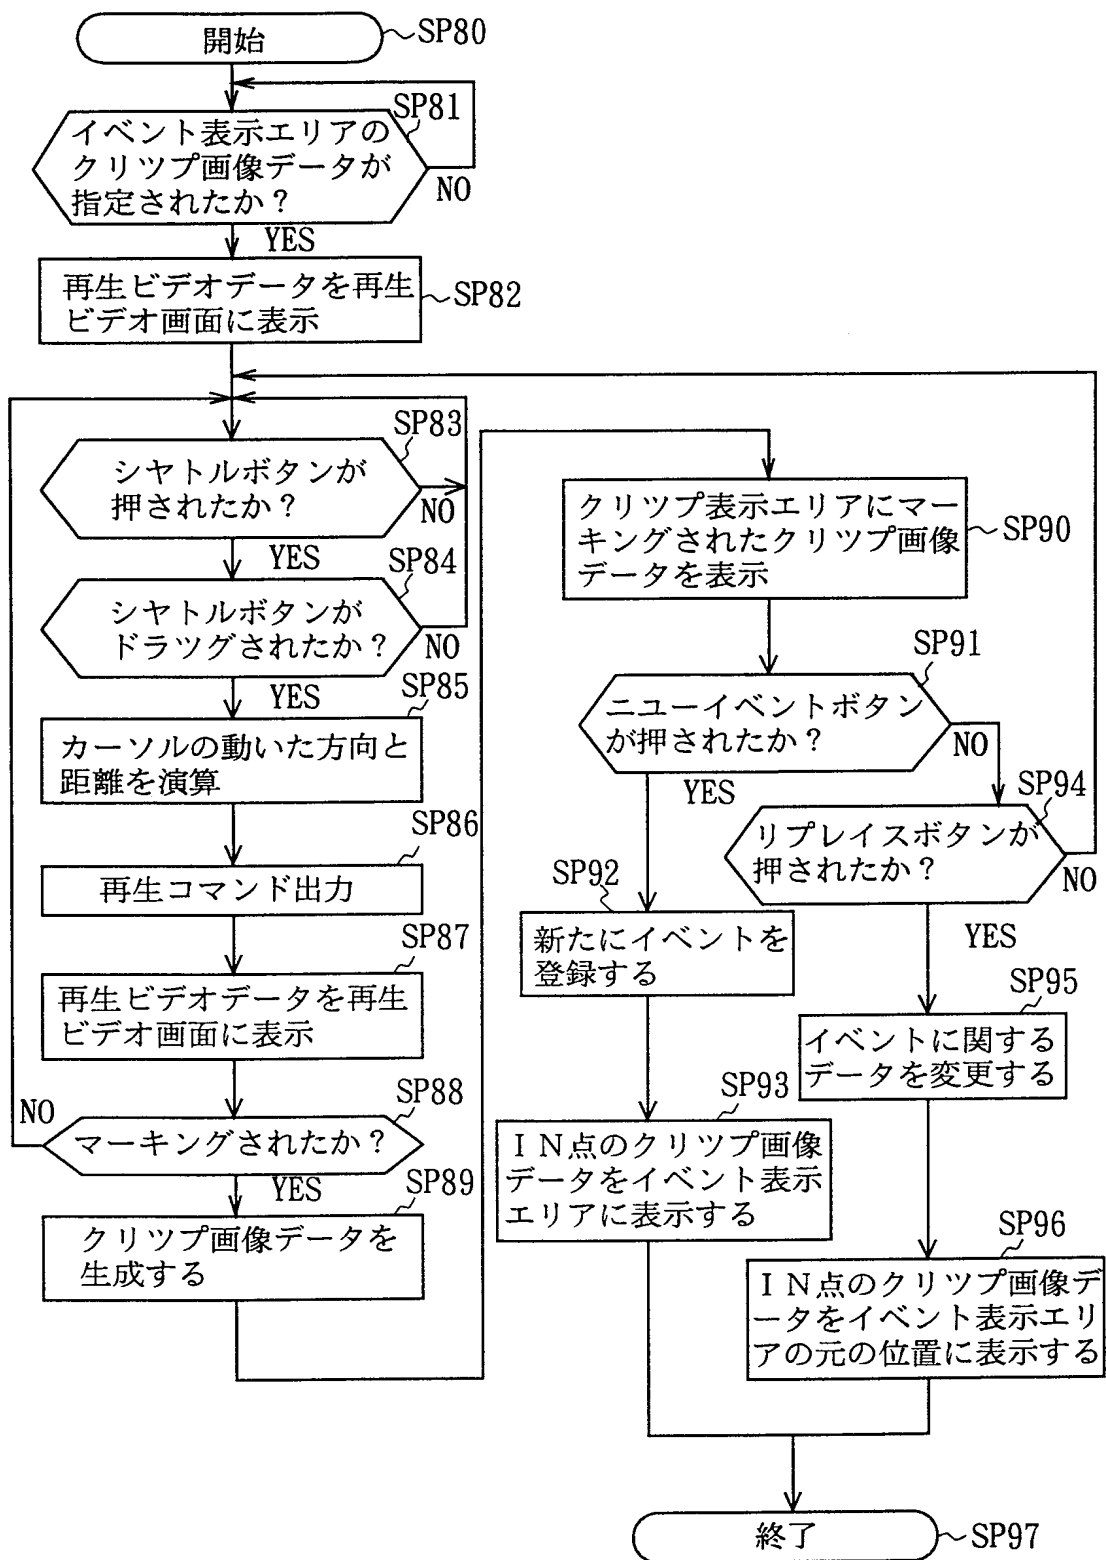 開始
SP80
SP81
イベント表示エリアの
クリツプ画像データが
指定されたか？
NO
YES
再生ビデオデータを再生
ビデオ画面に表示
SP82
SP83
シヤトルボタンが
押されたか？
NO
YES
SP84
シヤトルボタンが
ドラツグされたか？
NO
YES
SP85
カーソルの動いた方向と
距離を演算
SP86
再生コマンド出力
SP87
再生ビデオデータを再生
ビデオ画面に表示
SP88
NO
マーキングされたか？
YES
SP89
クリツプ画像データを
生成する
クリツプ表示エリアにマー
キングされたクリツプ画像
データを表示
SP90
SP91
ニユーイベントボタン
が押されたか？
NO
YES
SP94
リプレイスボタンが
押されたか？
NO
YES
SP92
新たにイベントを
登録する
SP93
ＩＮ点のクリツプ画像
データをイベント表示
エリアに表示する
SP95
イベントに関する
データを変更する
SP96
ＩＮ点のクリツプ画像デ
ータをイベント表示エリ
アの元の位置に表示する
終了
SP97